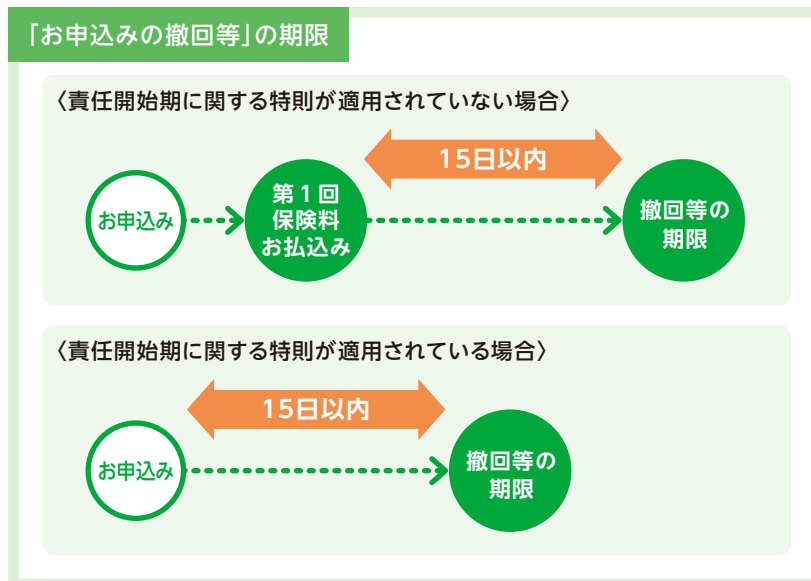 「お申込みの撤回等」の期限
〈責任開始期に関する特則が適用されていない場合〉
15日以内
お申込み
第1回
保険料
お払込み
撤回等の
期限
〈責任開始期に関する特則が適用されている場合〉
15日以内
お申込み
撤回等の
期限